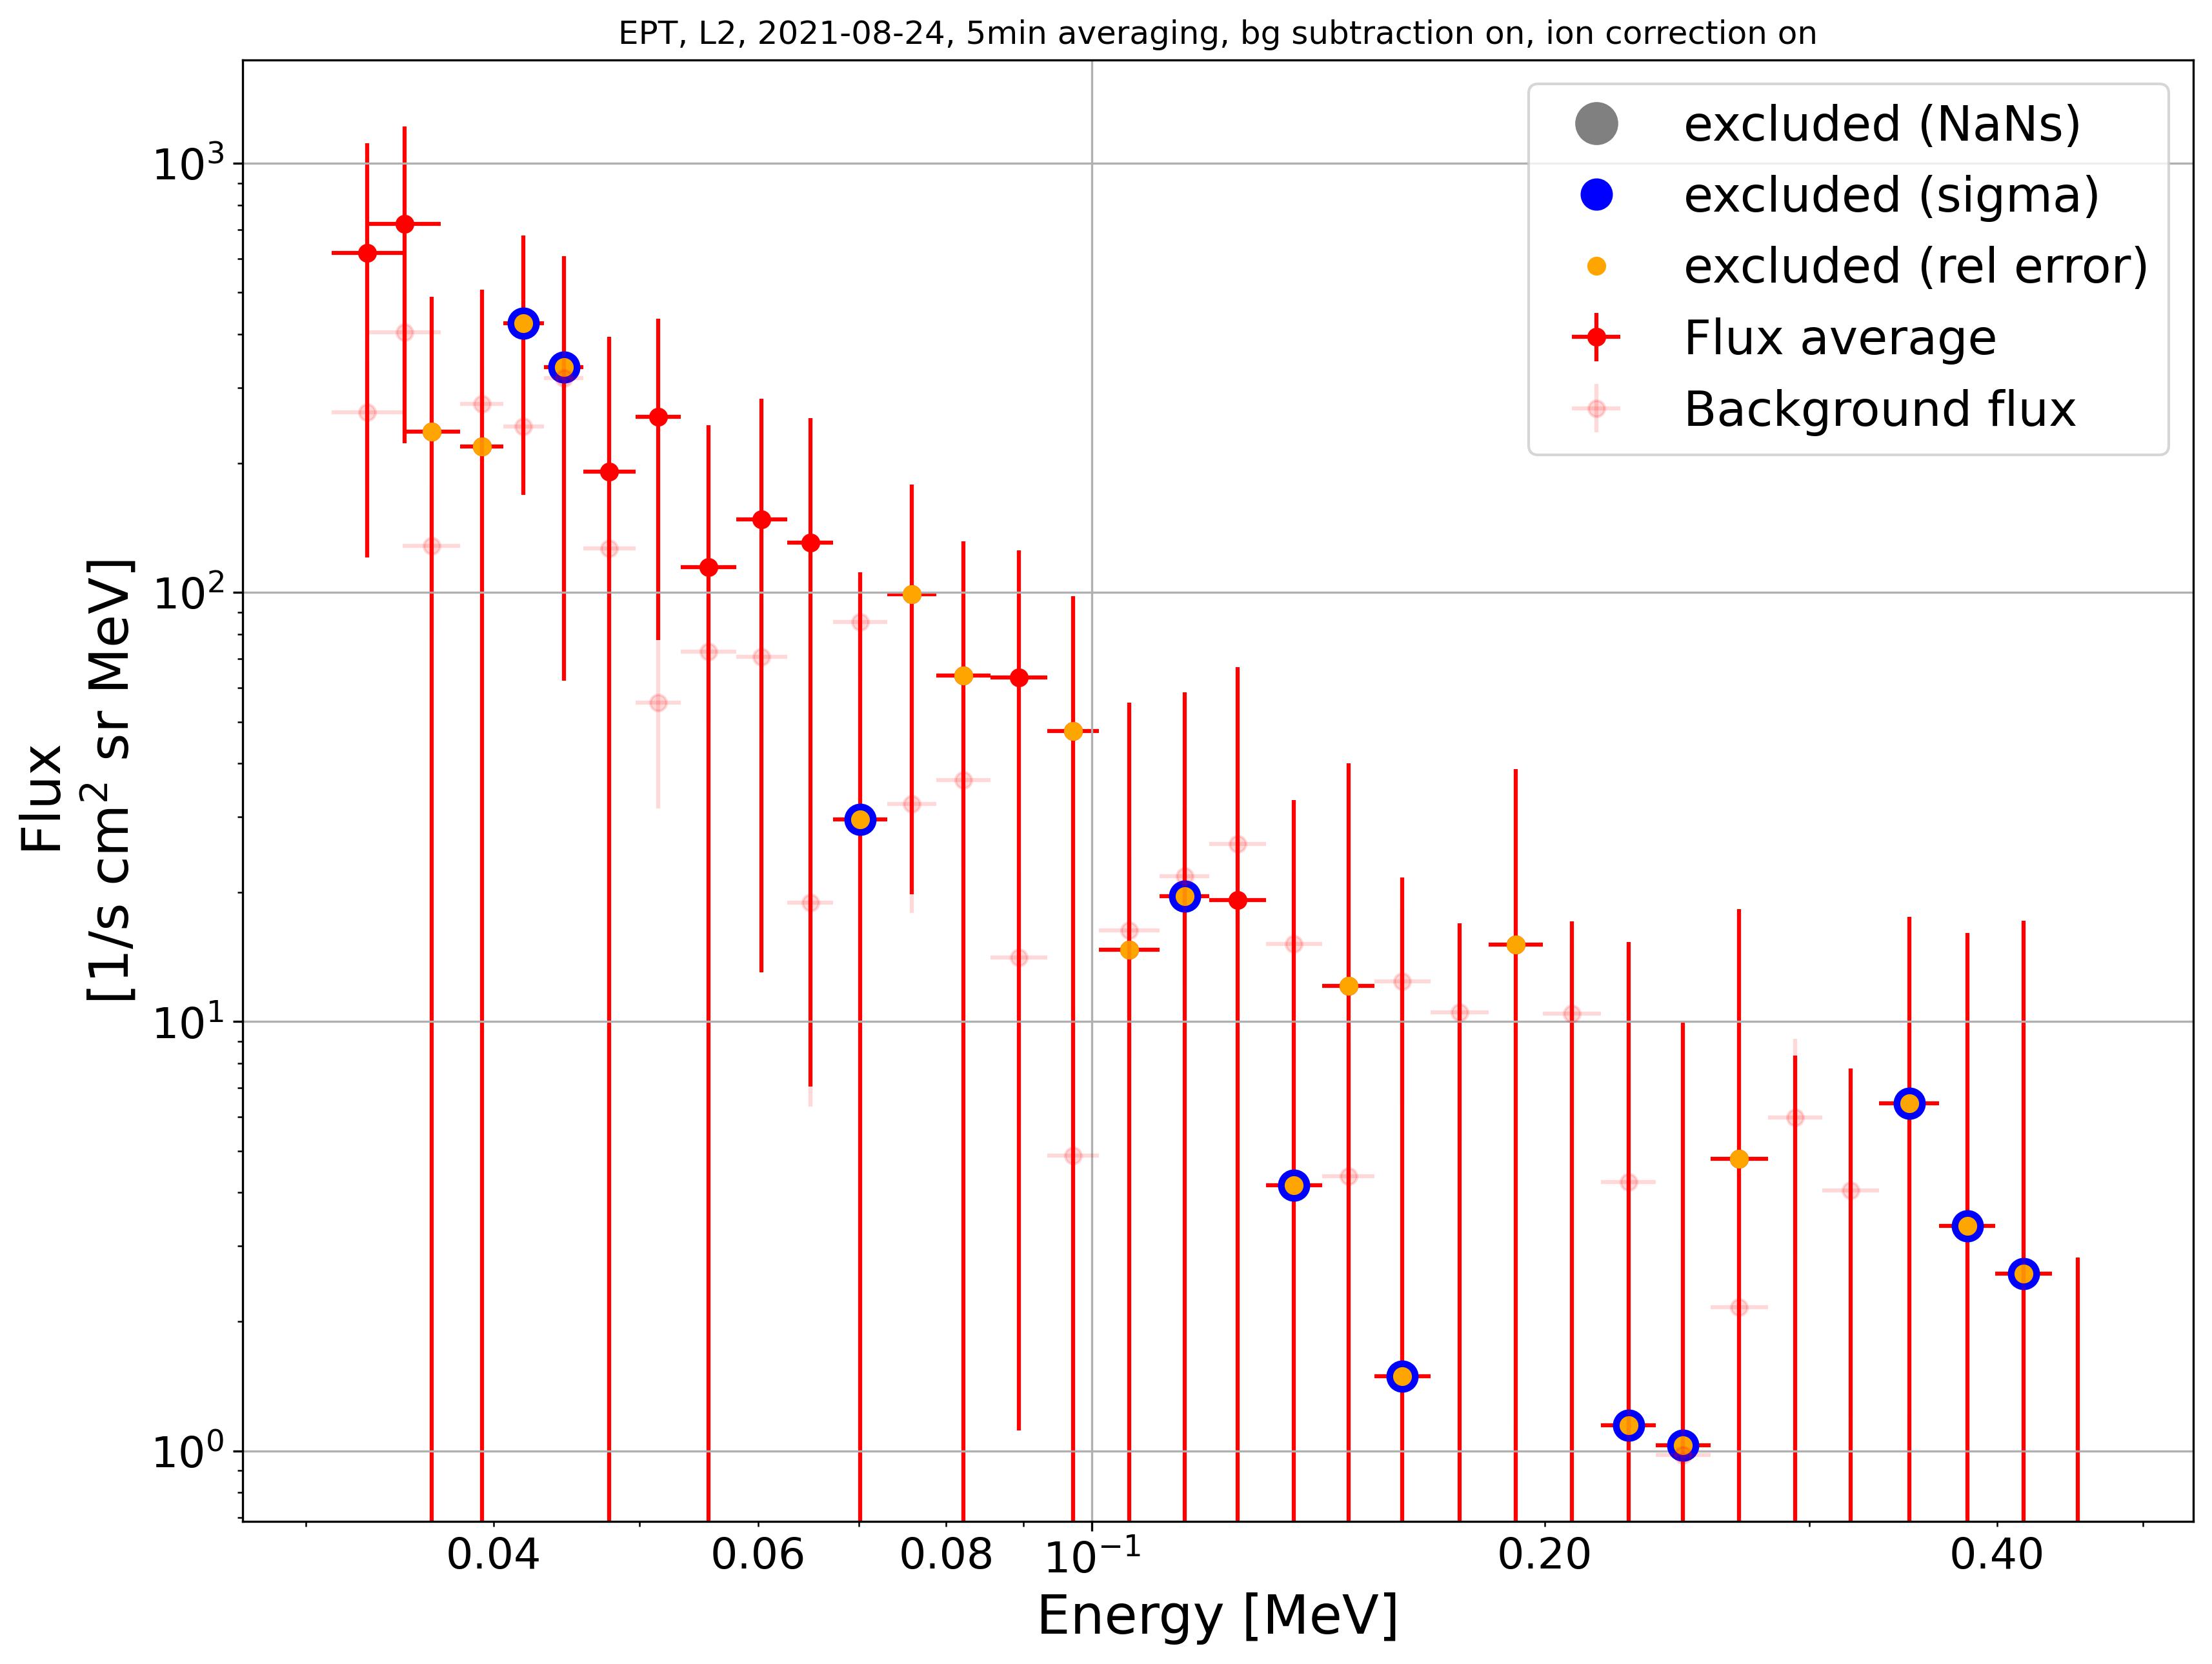 EPT, L2, 2021-08-24, 5min averaging, bg subtraction on, ion correction on
excluded (NaNs)
excluded (sigma)
excluded (rel error)
Flux average
Background flux
10³
10²
10¹
10⁰
Flux
[1/s cm² sr MeV]
0.04 0.06 0.08 10⁻¹ 0.20 0.40
Energy [MeV]